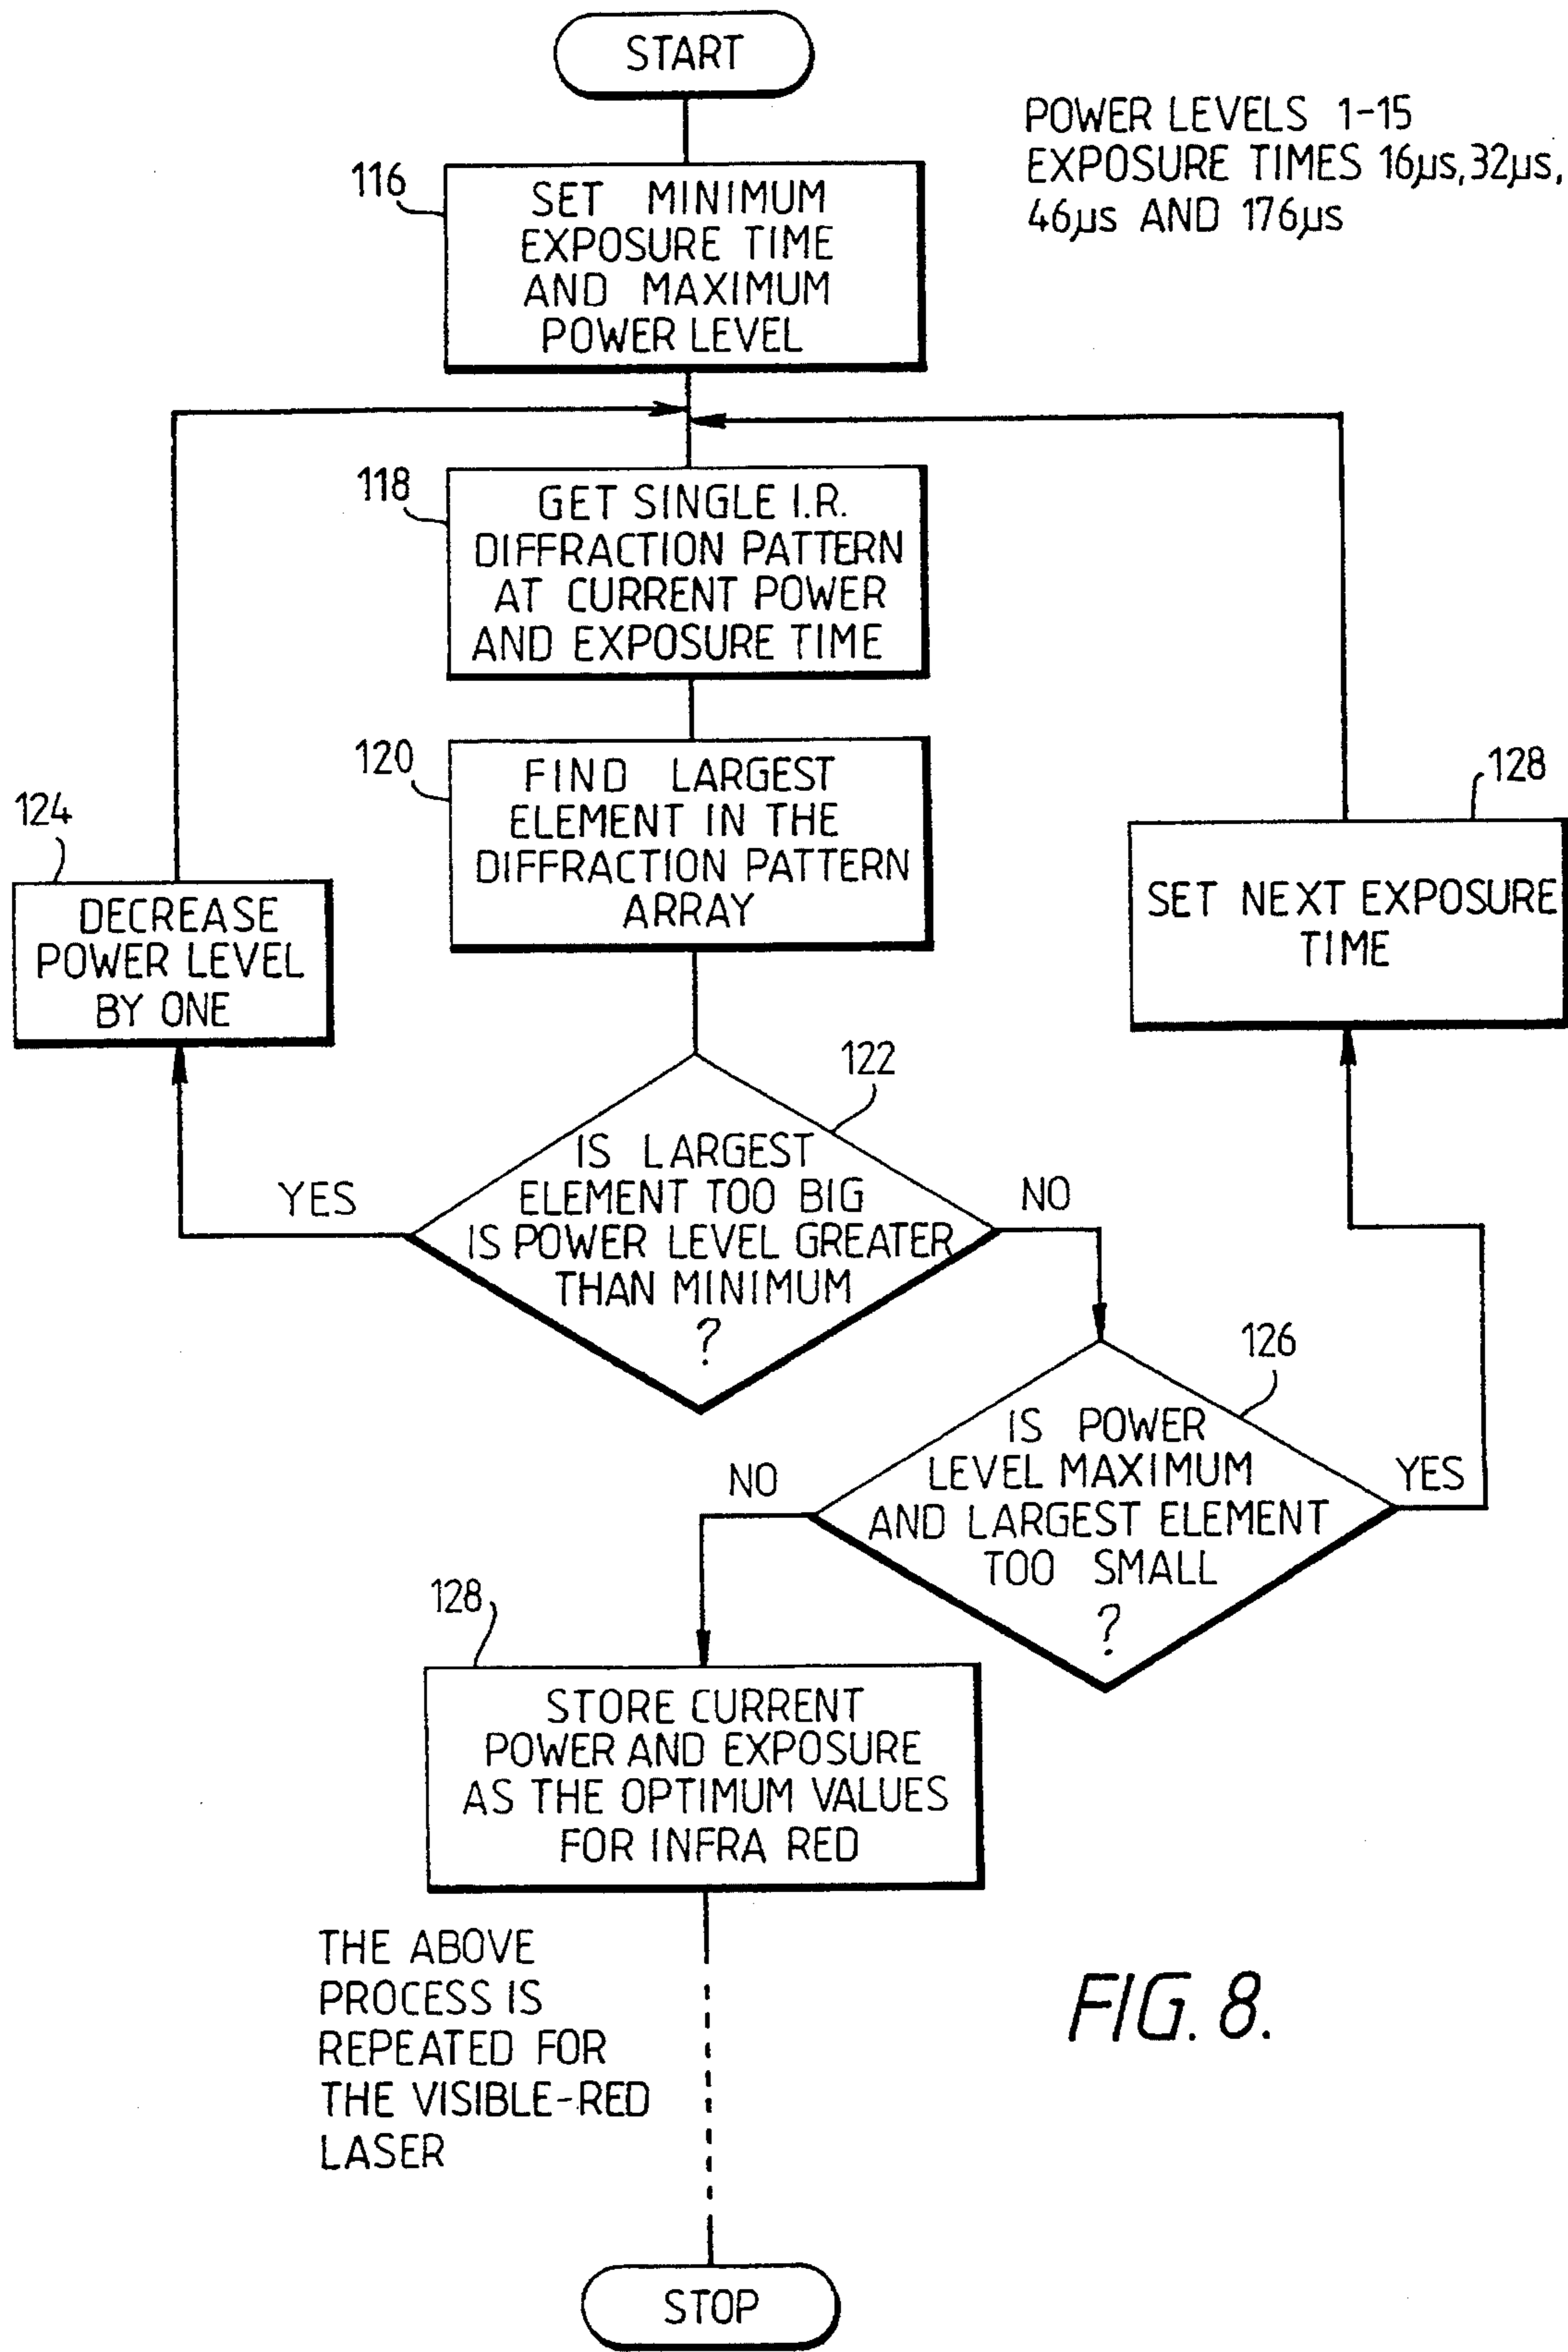 START
POWER LEVELS 1-15
EXPOSURE TIMES 16µs,32µs,
46µs AND 176µs
116
SET MINIMUM
EXPOSURE TIME
AND MAXIMUM
POWER LEVEL
118
GET SINGLE I.R.
DIFFRACTION PATTERN
AT CURRENT POWER
AND EXPOSURE TIME
120
FIND LARGEST
ELEMENT IN THE
DIFFRACTION PATTERN
ARRAY
124
DECREASE
POWER LEVEL
BY ONE
128
SET NEXT EXPOSURE
TIME
122
IS LARGEST
ELEMENT TOO BIG
IS POWER LEVEL GREATER
THAN MINIMUM
?
YES
NO
126
IS POWER
LEVEL MAXIMUM
AND LARGEST ELEMENT
TOO SMALL
?
NO
YES
128
STORE CURRENT
POWER AND EXPOSURE
AS THE OPTIMUM VALUES
FOR INFRA RED
THE ABOVE
PROCESS IS
REPEATED FOR
THE VISIBLE-RED
LASER
FIG. 8.
STOP